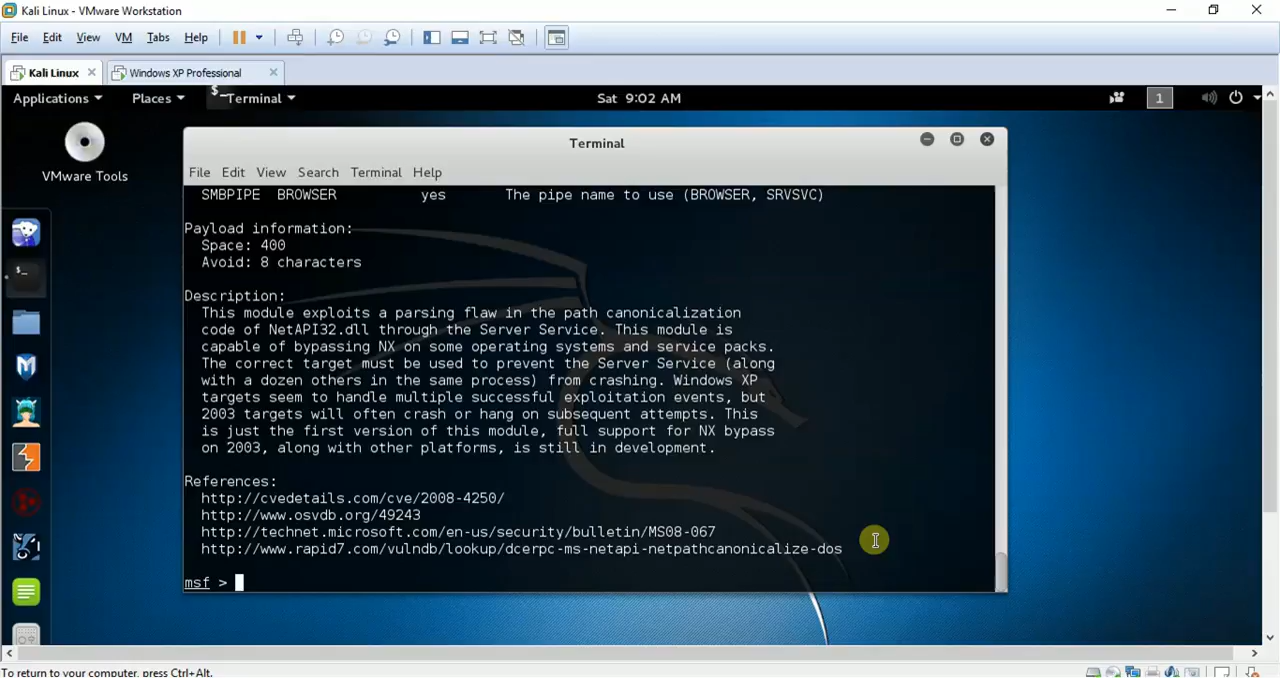 Kali Linux - VMware Workstation
File Edit View VM Tabs Help
Kali Linux Windows XP Professional
Applications Places Terminal Sat 9:02 AM 1
VMware Tools
Terminal
File Edit View Search Terminal Help
SMBPIPE BROWSER yes The pipe name to use (BROWSER, SRVSVC)
Payload information:
Space: 400
Avoid: 8 characters
Description:
This module exploits a parsing flaw in the path canonicalization
code of NetAPI32.dll through the Server Service. This module is
capable of bypassing NX on some operating systems and service packs.
The correct target must be used to prevent the Server Service (along
with a dozen others in the same process) from crashing. Windows XP
targets seem to handle multiple successful exploitation events, but
2003 targets will often crash or hang on subsequent attempts. This
is just the first version of this module, full support for NX bypass
on 2003, along with other platforms, is still in development.
References:
http://cvedetails.com/cve/2008-4250/
http://www.osvdb.org/49243
http://technet.microsoft.com/en-us/security/bulletin/MS08-067
http://www.rapid7.com/vulndb/lookup/dcerpc-ms-netapi-netpathcanonicalize-dos
msf >
To return to your computer, press Ctrl+Alt.